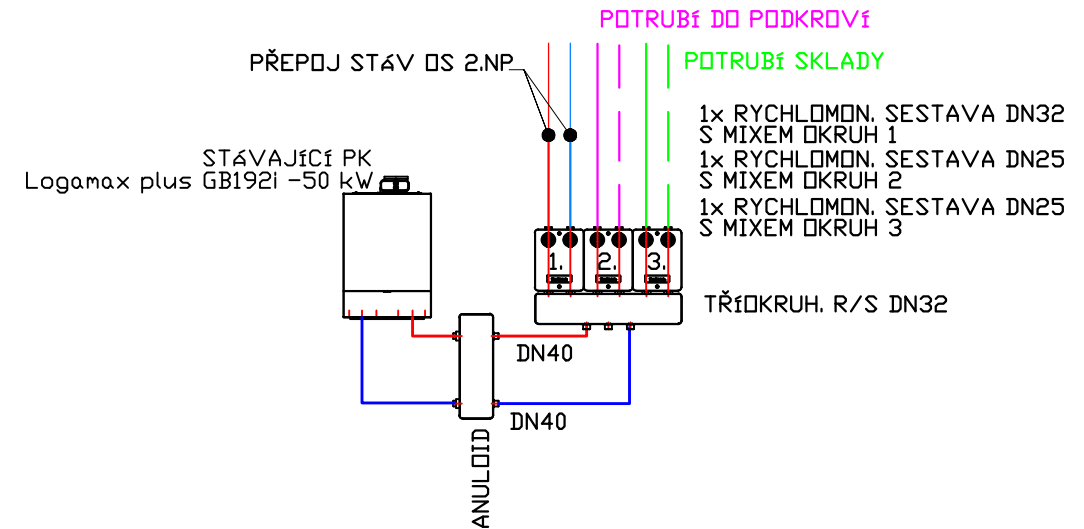 POTRUBÍ DO PODKROVÍ
PŘEPOJ STÁV OS 2.NP
POTRUBÍ SKLADY
1x RYCHLOMON. SESTAVA DN32
S MIXEM OKRUH 1
1x RYCHLOMON. SESTAVA DN25
S MIXEM OKRUH 2
1x RYCHLOMON. SESTAVA DN25
S MIXEM OKRUH 3
STÁVAJÍCÍ PK
Logamax plus GB192i -50 kW
1.
2.
3.
TŘÍOKRUH. R/S DN32
DN40
DN40
ANULOID